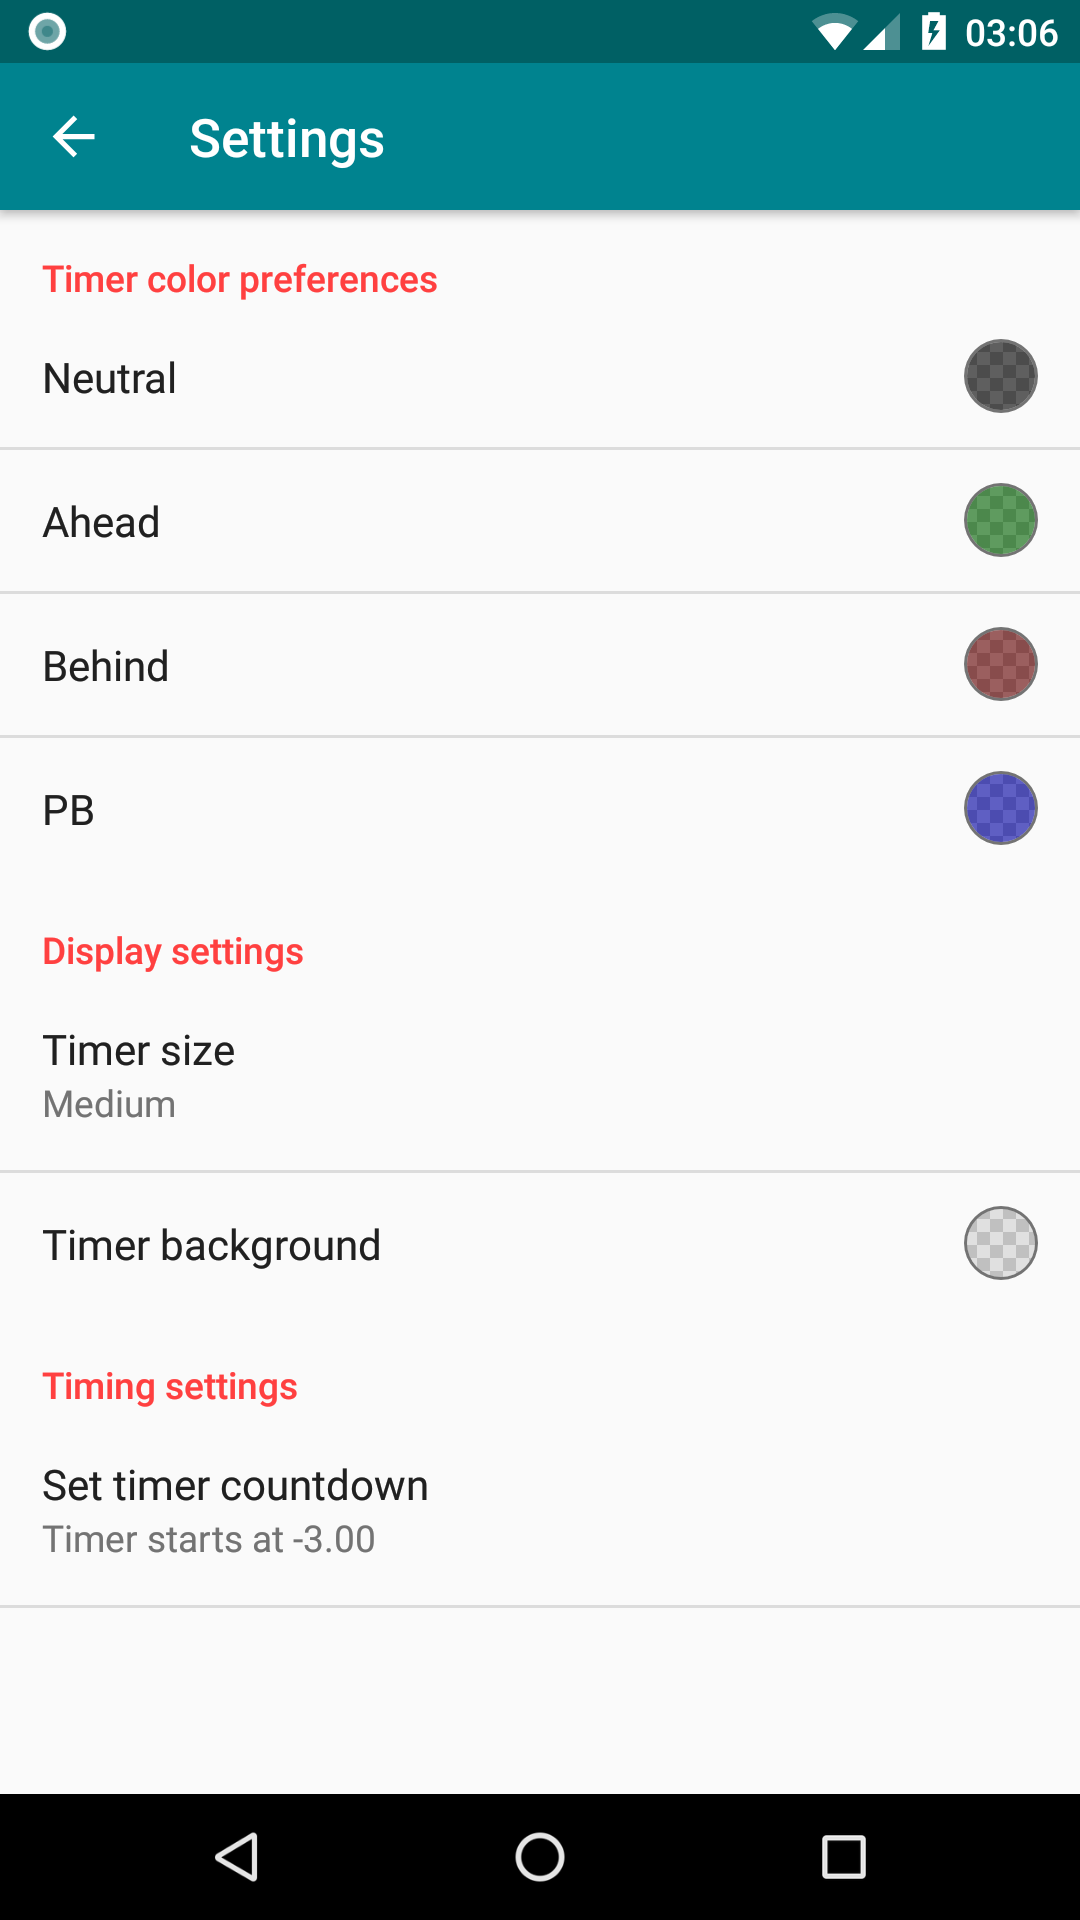 03:06
Settings
Timer color preferences
Neutral
Ahead
Behind
PB
Display settings
Timer size
Medium
Timer background
Timing settings
Set timer countdown
Timer starts at -3.00